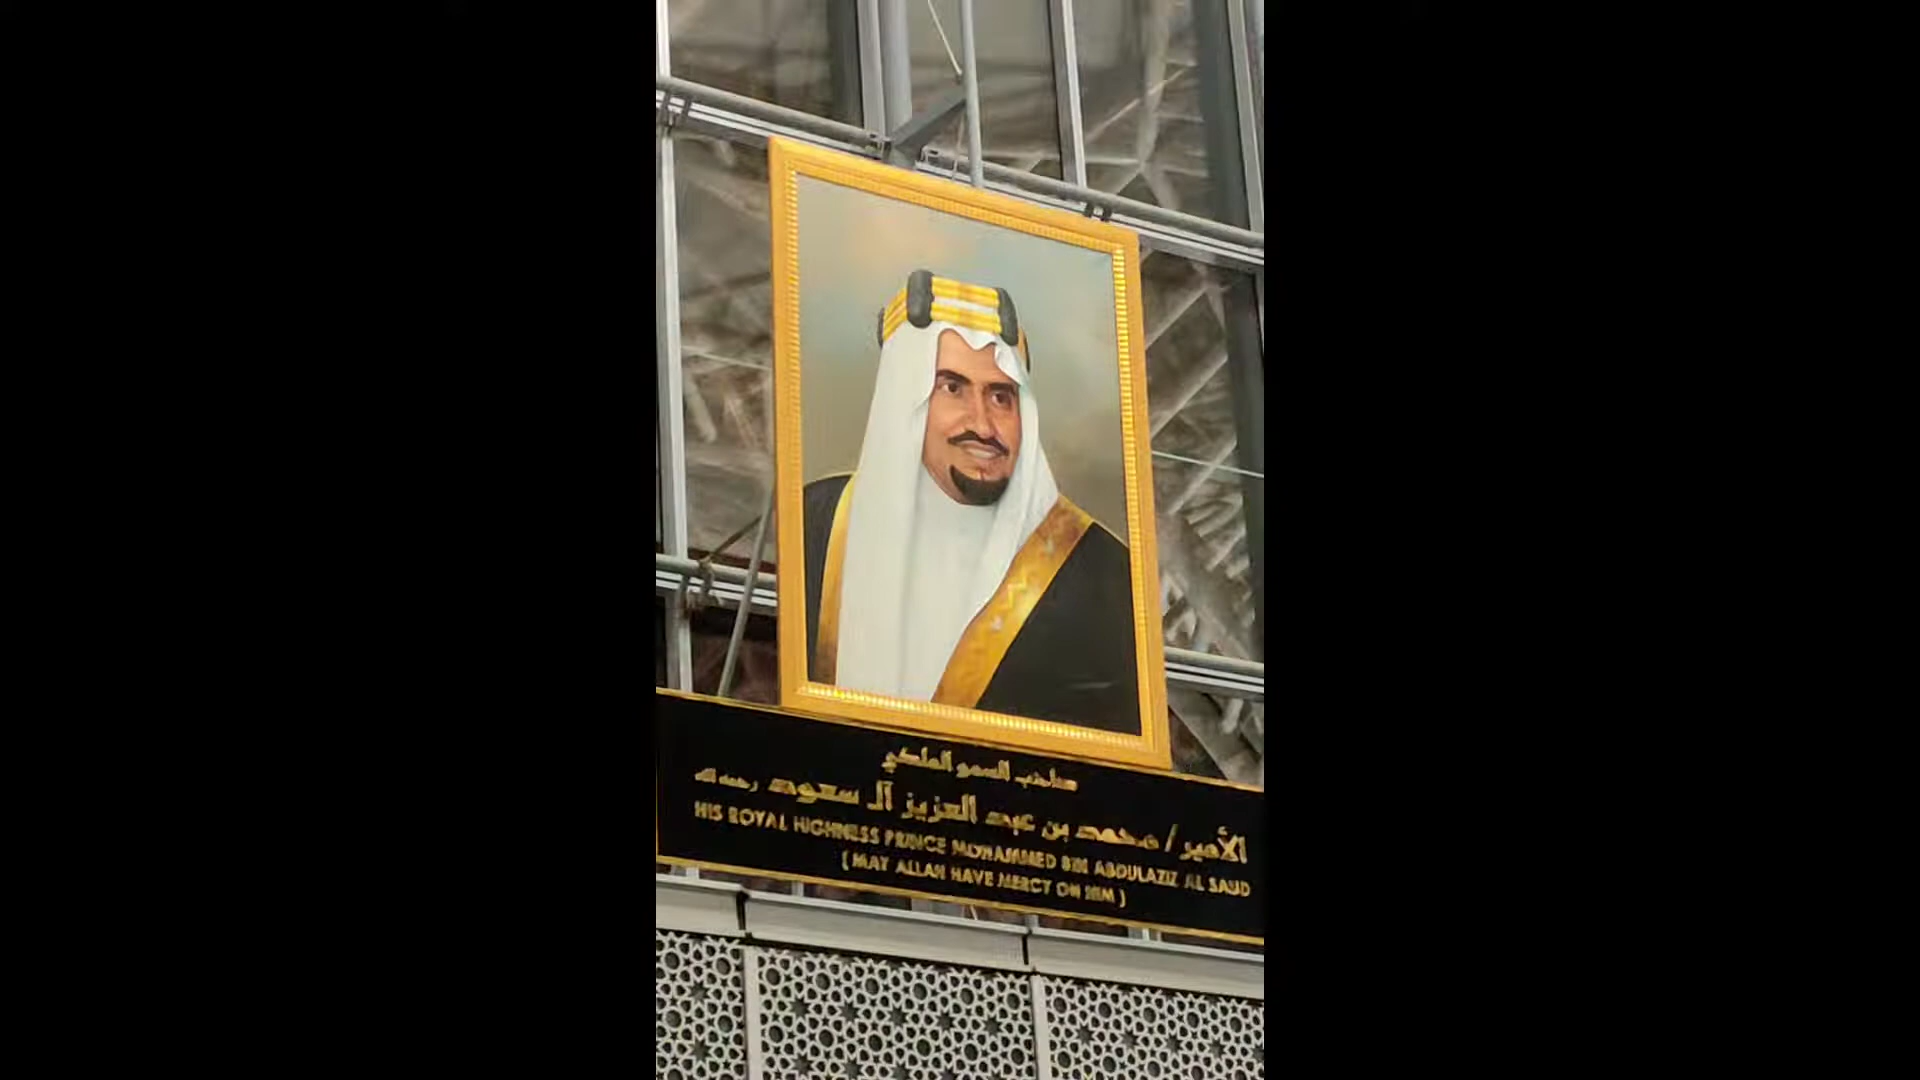 صاحب السمو الملكي
الأمير / محمد بن عبد العزيز آل سعود رحمه الله
HIS ROYAL HIGHNESS PRINCE MOHAMMED BIN ABDULAZIZ AL SAUD
( MAY ALLAH HAVE MERCY ON HIM )